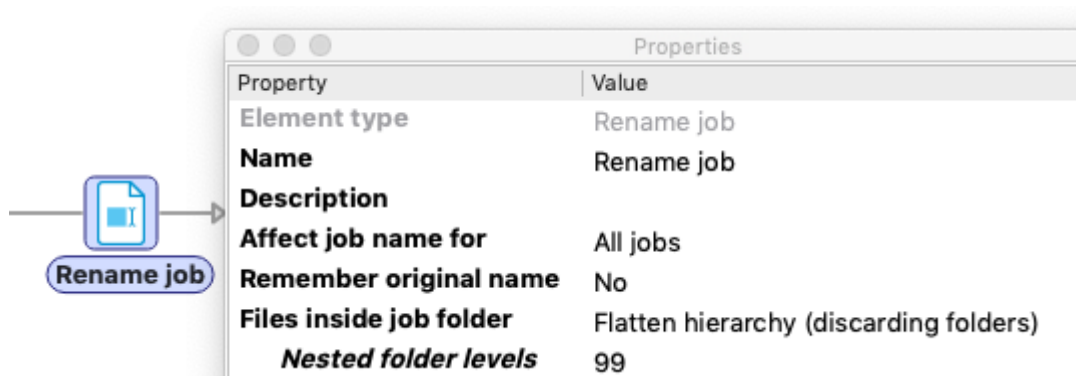 Properties
Property Value
Element type Rename job
Name Rename job
Description
Affect job name for All jobs
Remember original name No
Files inside job folder Flatten hierarchy (discarding folders)
Nested folder levels 99
Rename job